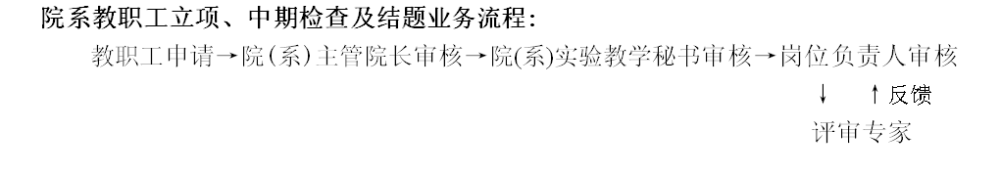 院系教职工立项、中期检查及结题业务流程：
教职工申请→院(系)主管院长审核→院(系)实验教学秘书审核→岗位负责人审核
↓ ↑反馈
评审专家